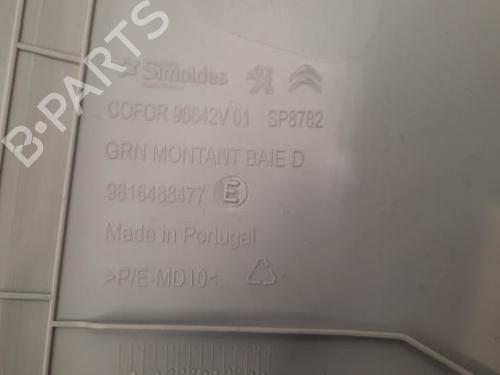 B-PARTS
Simoldes
COFOR 96642V 01 SP8782
GRN MONTANT BAIE D
9816488477 E
Made in Portugal
>P/E-MD10<